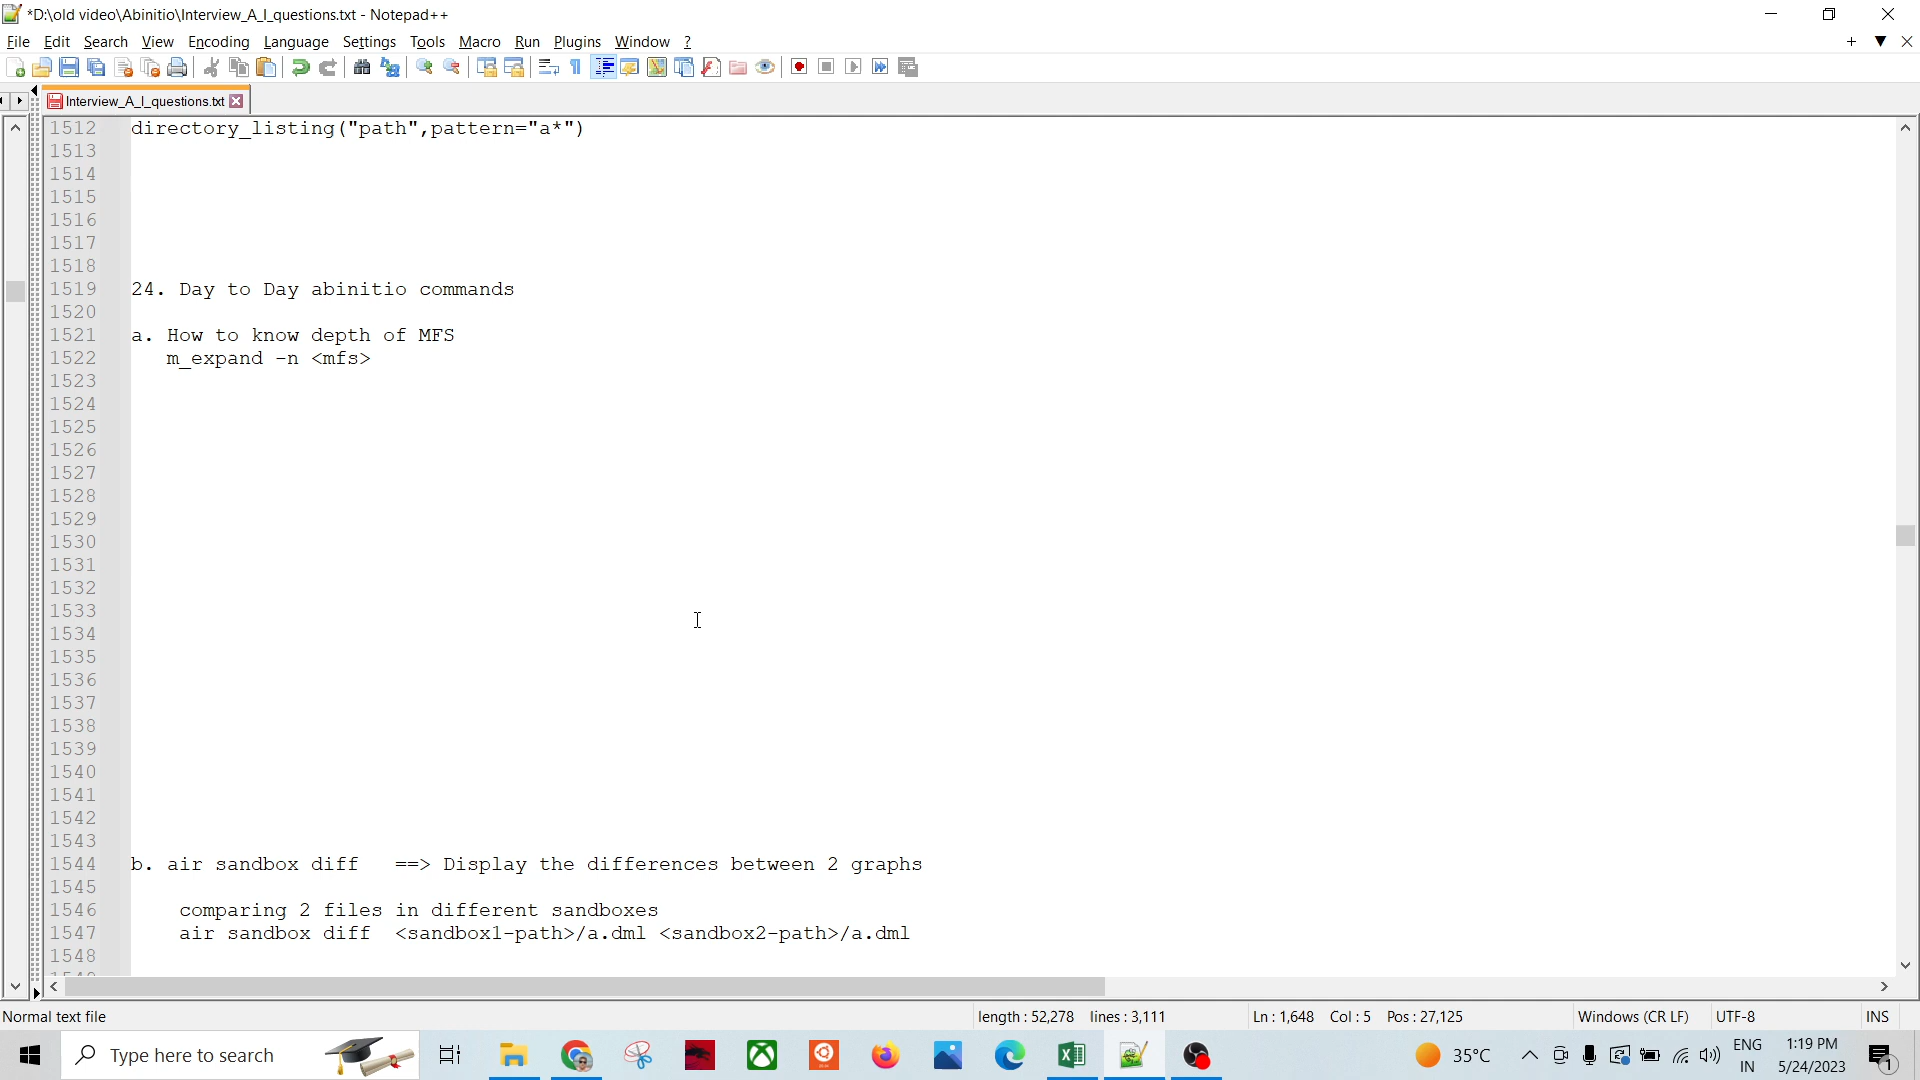 *D:\old video\Abinitio\Interview_A_I_questions.txt - Notepad++
File Edit Search View Encoding Language Settings Tools Macro Run Plugins Window ?
Interview_A_I_questions.txt
1512 directory_listing("path",pattern="a*")
1513
1514
1515
1516
1517
1518
1519 24. Day to Day abinitio commands
1520
1521 a. How to know depth of MFS
1522 m_expand -n <mfs>
1523
1524
1525
1526
1527
1528
1529
1530
1531
1532
1533
1534
1535
1536
1537
1538
1539
1540
1541
1542
1543
1544 b. air sandbox diff ==> Display the differences between 2 graphs
1545
1546 comparing 2 files in different sandboxes
1547 air sandbox diff <sandbox1-path>/a.dml <sandbox2-path>/a.dml
1548
Normal text file length : 52,278 lines : 3,111 Ln : 1,648 Col : 5 Pos : 27,125 Windows (CR LF) UTF-8 INS
Type here to search 35°C ENG IN 1:19 PM 5/24/2023 1